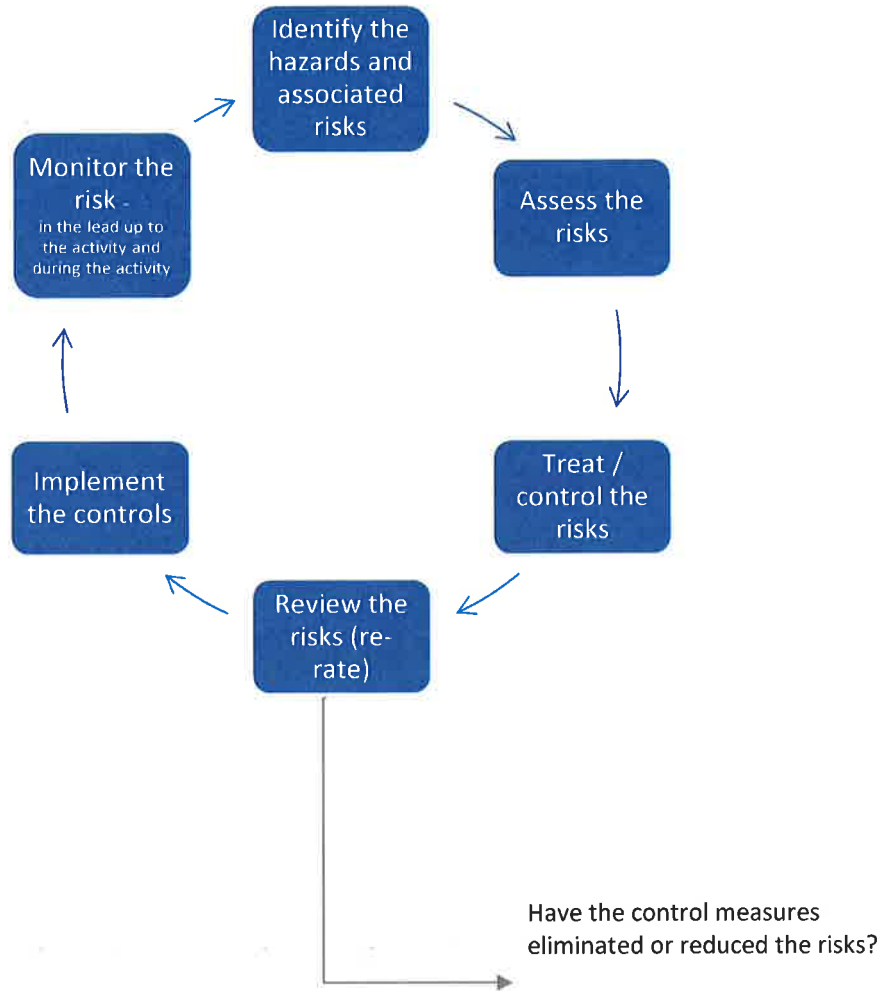 Identify the
hazards and
associated
risks
Assess the
risks
Treat /
control the
risks
Review the
risks (re-
rate)
Implement
the controls
Monitor the
risk -
in the lead up to
the activity and
during the activity
Have the control measures
eliminated or reduced the risks?